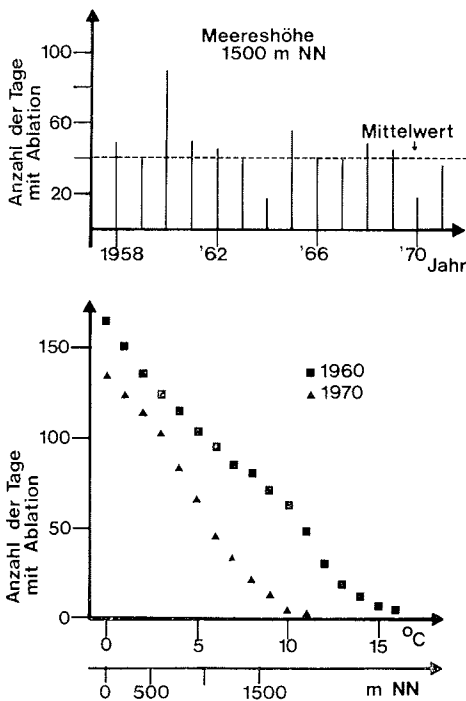 Meereshöhe
1500 m NN
Anzahl der Tage
mit Ablation
100
60
20
Mittelwert
1958 '62 '66 '70
Jahr
Anzahl der Tage
mit Ablation
150
100
50
0
■ 1960
▲ 1970
0 5 10 15 °C
0 500 1500 m NN